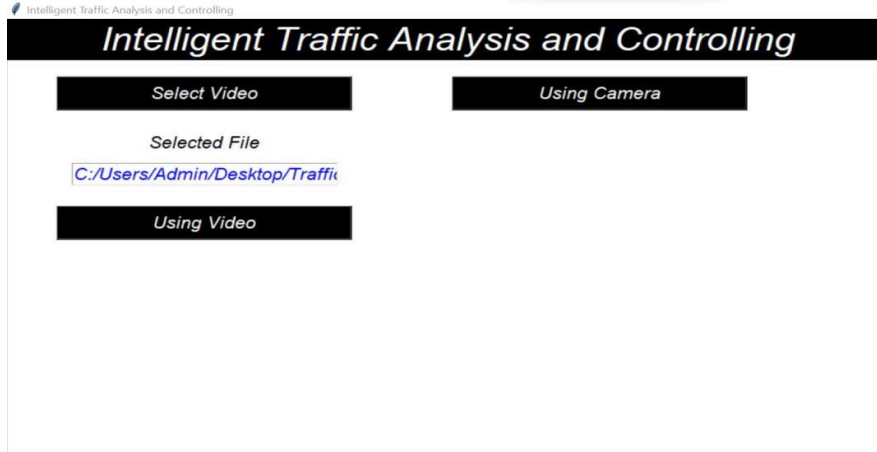 Intelligent Traffic Analysis and Controlling
Intelligent Traffic Analysis and Controlling
Select Video
Using Camera
Selected File
C:/Users/Admin/Desktop/Traffic
Using Video